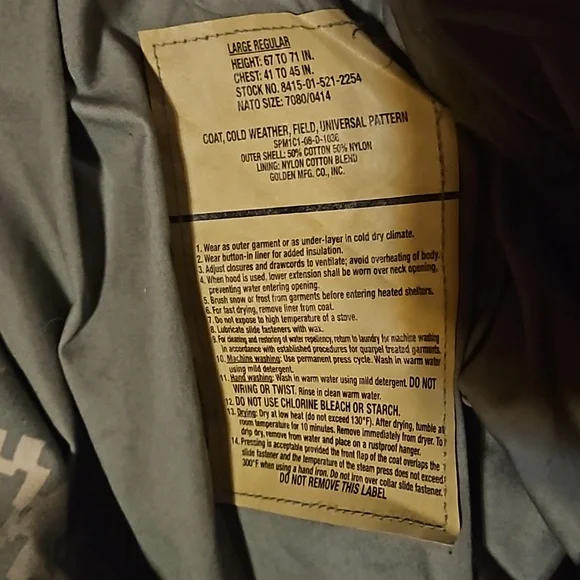 LARGE REGULAR
HEIGHT: 67 TO 71 IN.
CHEST: 41 TO 45 IN.
STOCK NO. 8415-01-521-2254
NATO SIZE: 7080/0414
COAT, COLD WEATHER, FIELD, UNIVERSAL PATTERN
SPM1C1-08-D-1036
OUTER SHELL: 50% COTTON 50% NYLON
LINING: NYLON COTTON BLEND
GOLDEN MFG. CO., INC.
1. Wear as outer garment or as under-layer in cold dry climate.
2. Wear button-in liner for added insulation.
3. Adjust closures and drawcords to ventilate; avoid overheating of body.
4. When hood is used, lower extension shall be worn over neck opening,
preventing water entering opening.
5. Brush snow or frost from garments before entering heated shelters.
6. For fast drying, remove liner from coat.
7. Do not expose to high temperature of a stove.
8. Lubricate slide fasteners with wax.
9. For cleaning and restoring of water repellency, return to laundry for machine washing
in accordance with established procedures for quarpel treated garments.
10. Machine washing: Use permanent press cycle. Wash in warm water
using mild detergent.
11. Hand washing: Wash in warm water using mild detergent. DO NOT
WRING OR TWIST. Rinse in clean warm water.
12. DO NOT USE CHLORINE BLEACH OR STARCH.
13. Drying: Dry at low heat (do not exceed 130°F). After drying, tumble at
room temperature for 10 minutes. Remove immediately from dryer. To
drip dry, remove from water and place on rustproof hanger.
14. Pressing is acceptable provided the front flap of the coat overlaps the
slide fastener and the temperature of the steam press does not exceed
300°F when using a hand iron. Do not iron over collar slide fastener.
DO NOT REMOVE THIS LABEL